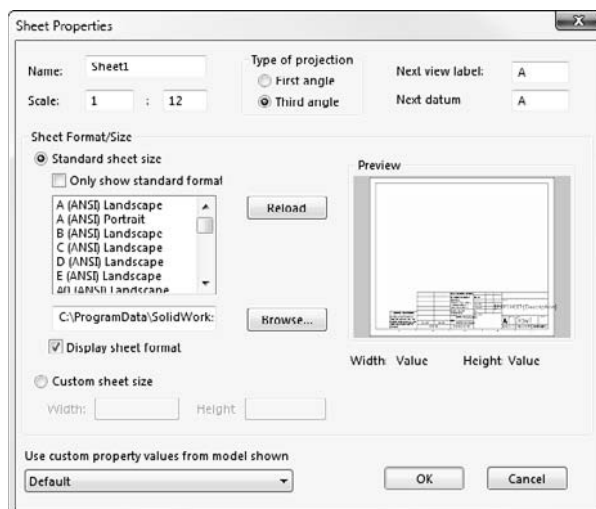 Sheet Properties
Name: Sheet1
Scale: 1 : 12
Type of projection
First angle
Third angle
Next view label: A
Next datum A
Sheet Format/Size
Standard sheet size
Only show standard format
A (ANSI) Landscape
A (ANSI) Portrait
B (ANSI) Landscape
C (ANSI) Landscape
D (ANSI) Landscape
E (ANSI) Landscape
Reload
C:\ProgramData\SolidWork:
Browse...
Display sheet format
Custom sheet size
Width: Height
Preview
Width: Value Height: Value
Use custom property values from model shown
Default
OK
Cancel